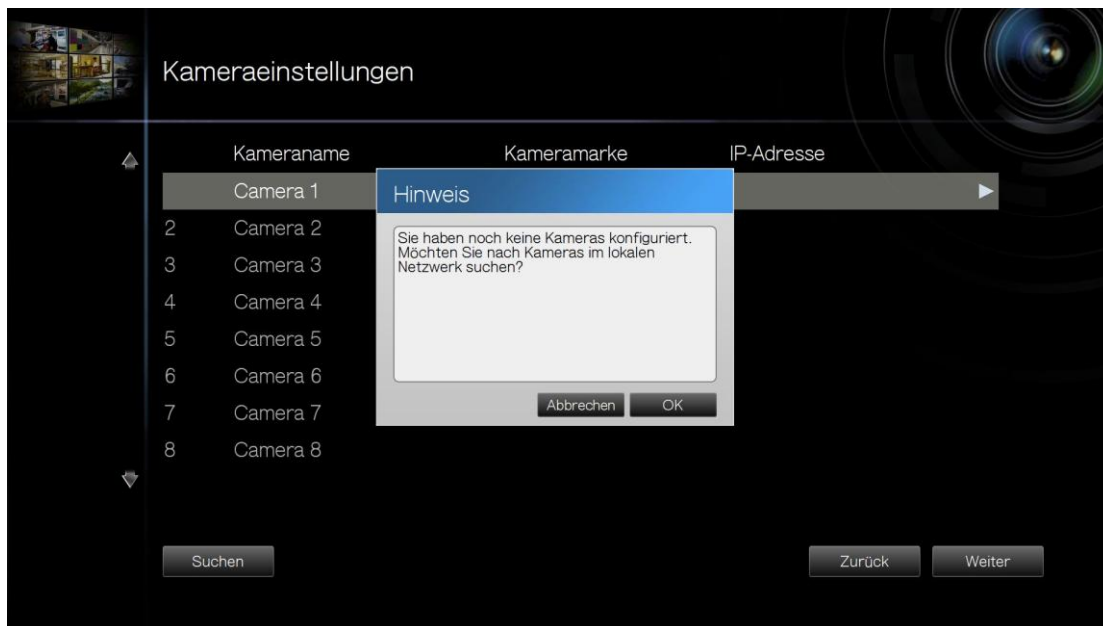 Kameraeinstellungen
Kameraname Kameramarke IP-Adresse
Camera 1
2 Camera 2
3 Camera 3
4 Camera 4
5 Camera 5
6 Camera 6
7 Camera 7
8 Camera 8
Hinweis
Sie haben noch keine Kameras konfiguriert.
Möchten Sie nach Kameras im lokalen
Netzwerk suchen?
Abbrechen OK
Suchen Zurück Weiter